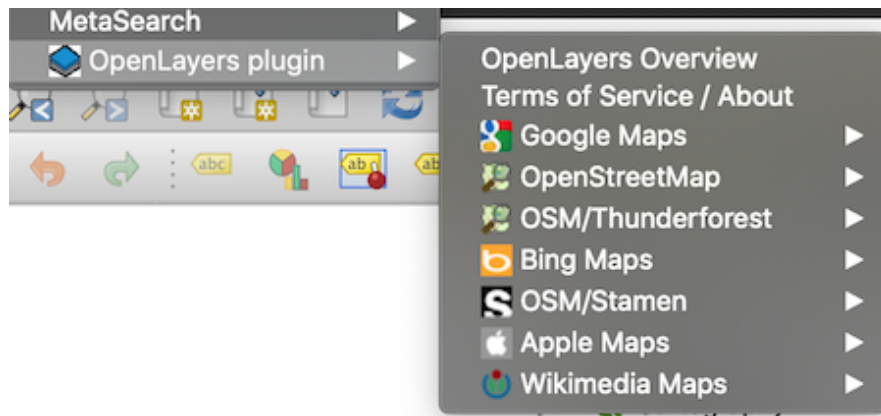 MetaSearch
OpenLayers plugin
OpenLayers Overview
Terms of Service / About
Google Maps
OpenStreetMap
OSM/Thunderforest
Bing Maps
OSM/Stamen
Apple Maps
Wikimedia Maps
abc
ab
ab